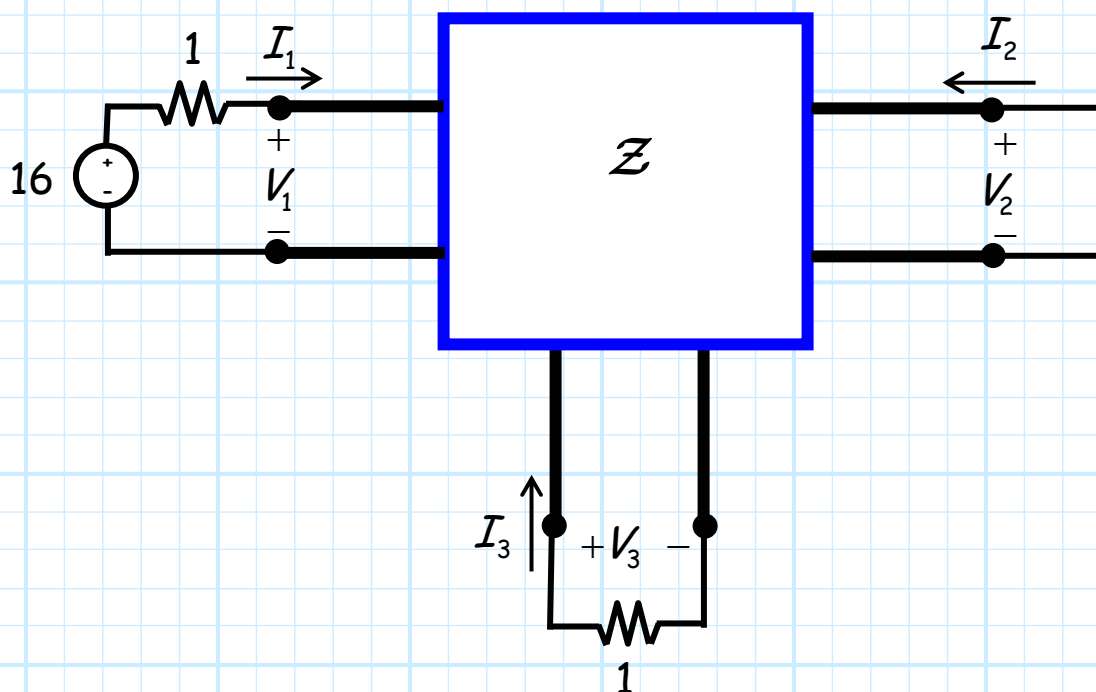 1
I₁
I₂
+
-
16
+
V₁
−
Z
+
V₂
−
I₃
+ V₃ −
1